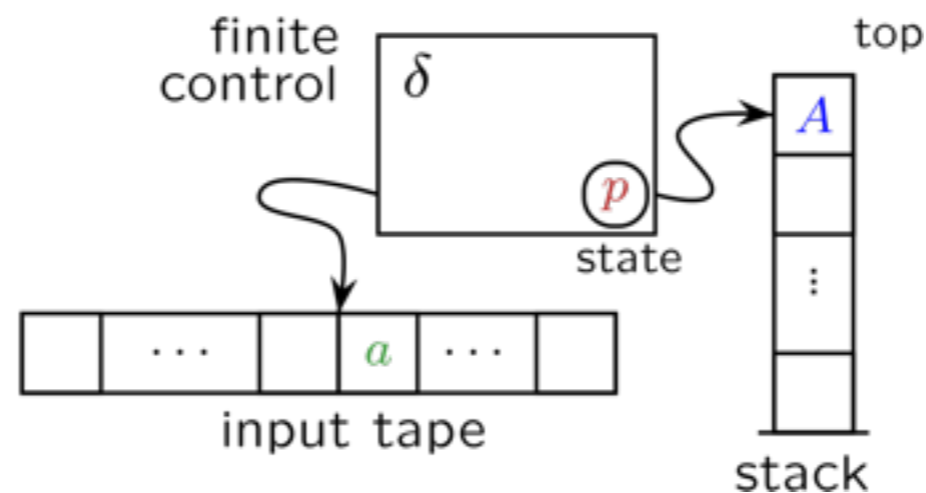 finite
control
δ
top
A
p
state
··· a ···
⋮
input tape
stack